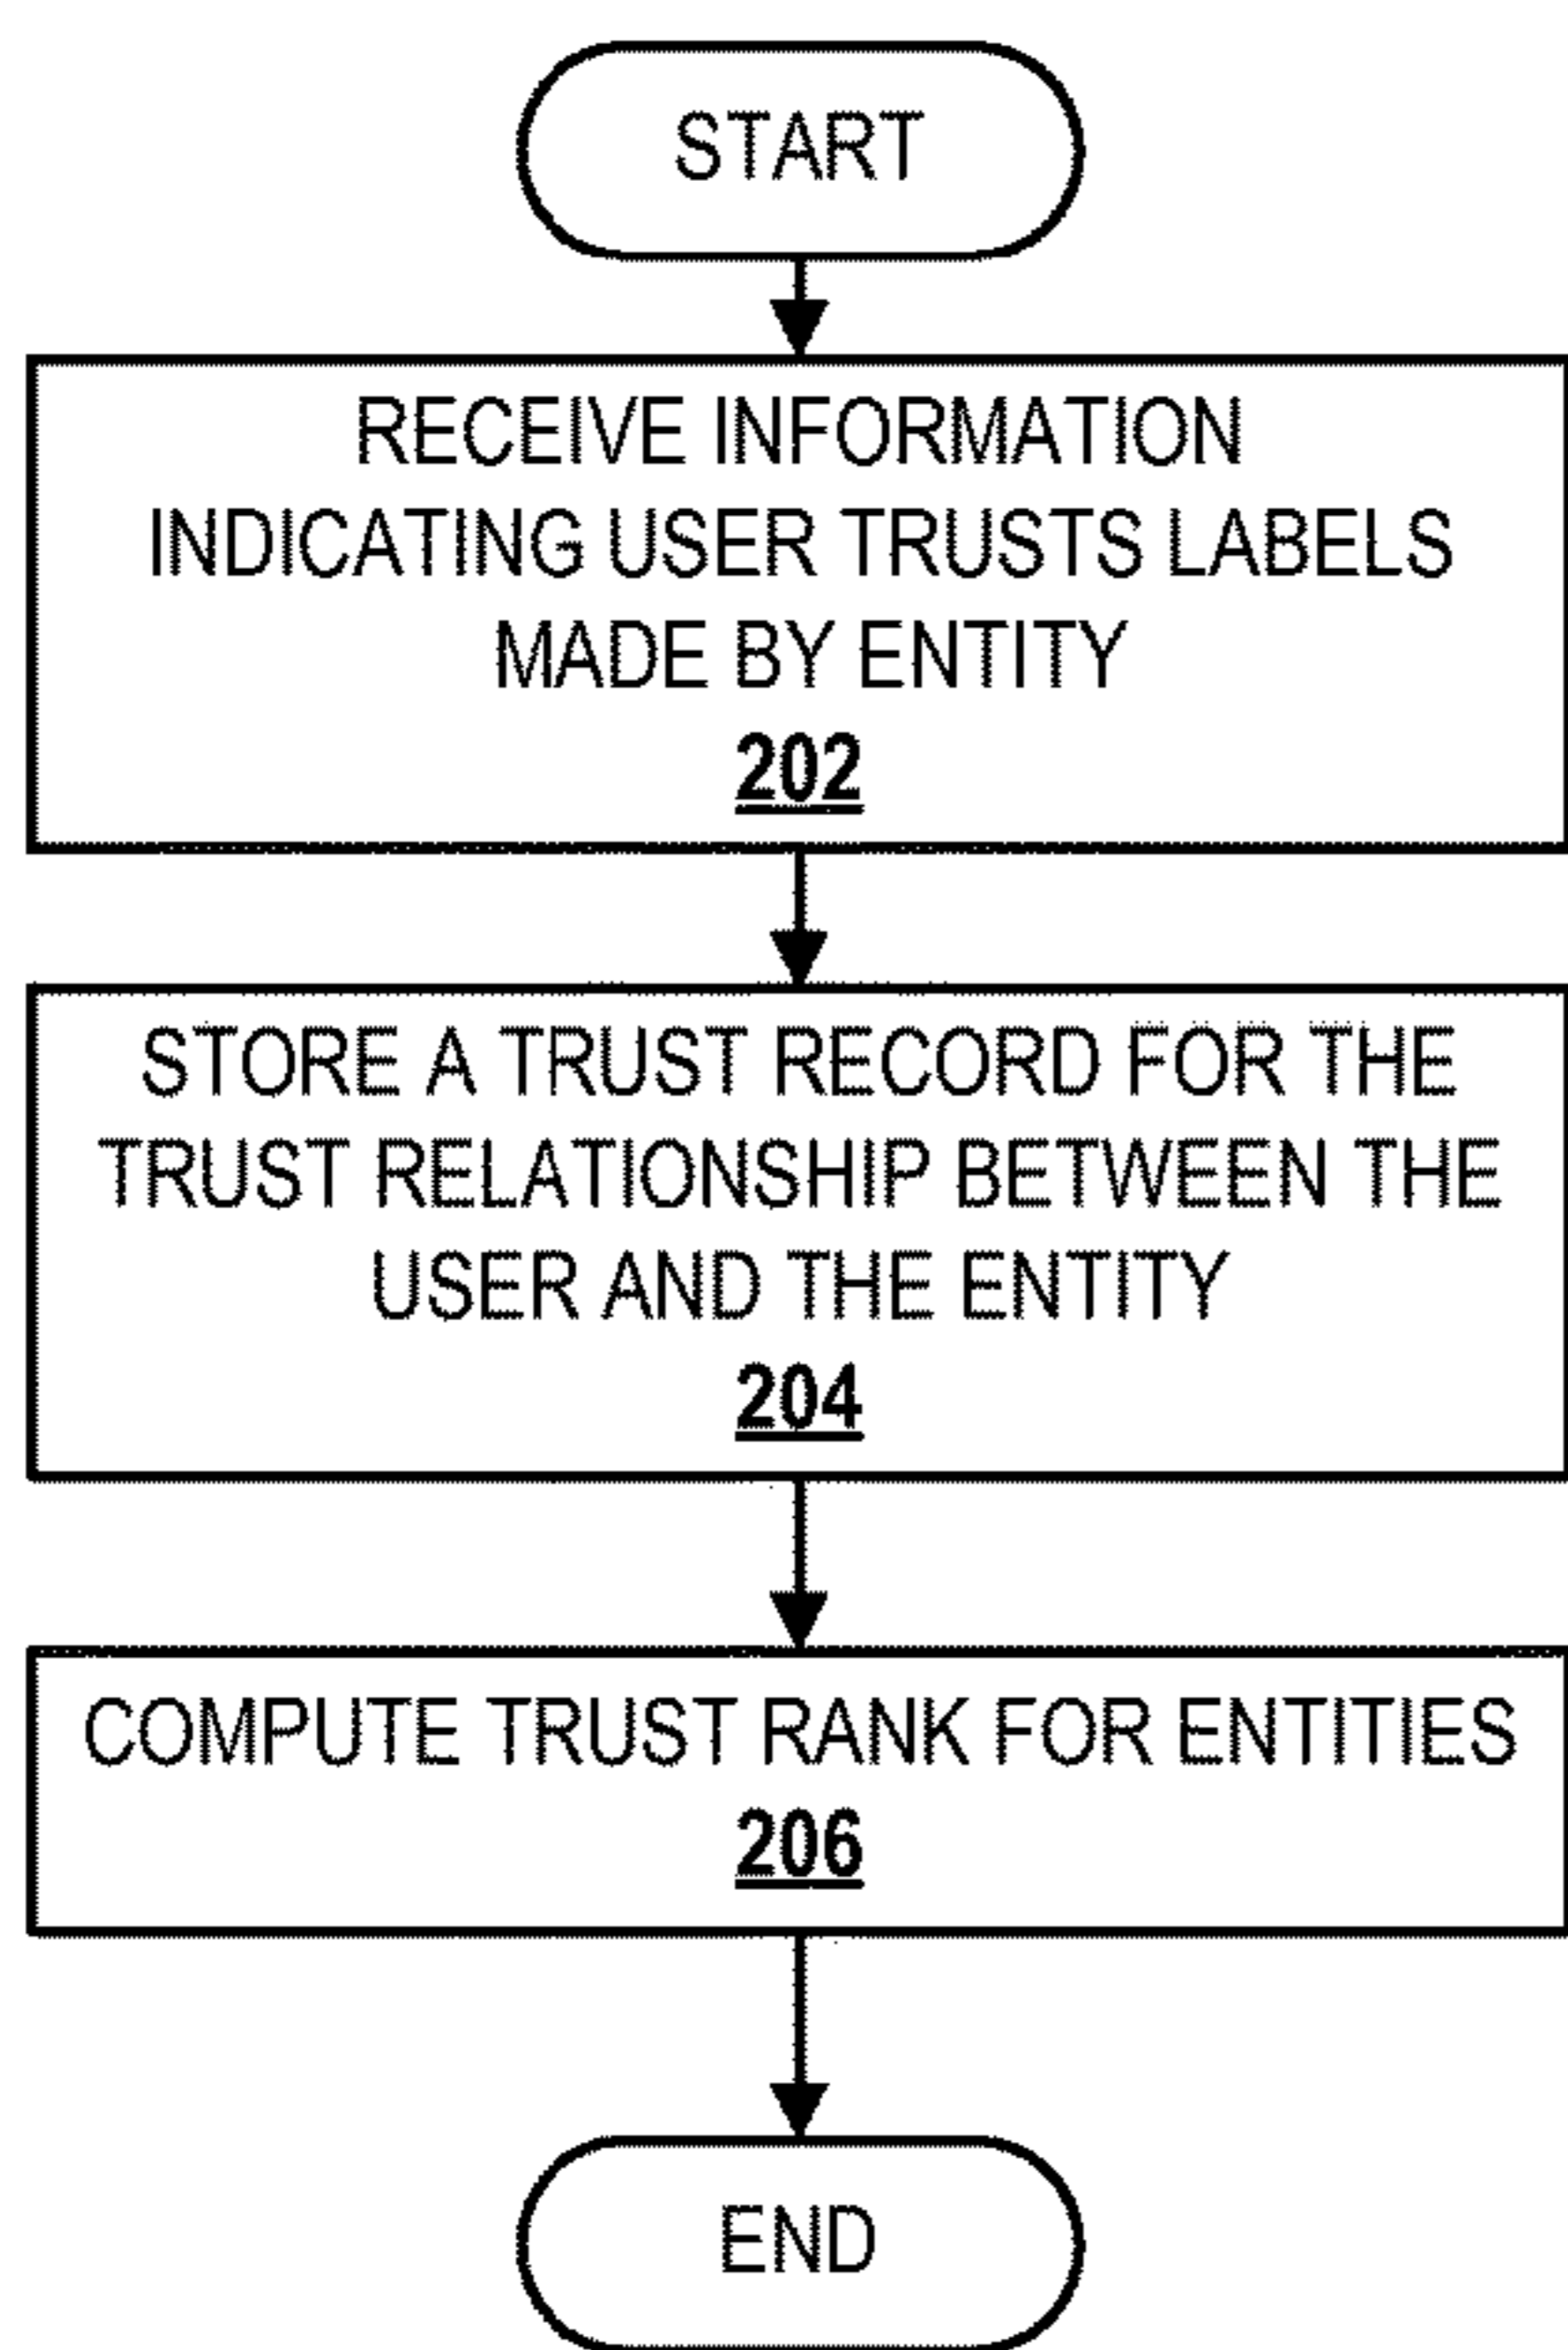 START
RECEIVE INFORMATION
INDICATING USER TRUSTS LABELS
MADE BY ENTITY
202
STORE A TRUST RECORD FOR THE
TRUST RELATIONSHIP BETWEEN THE
USER AND THE ENTITY
204
COMPUTE TRUST RANK FOR ENTITIES
206
END